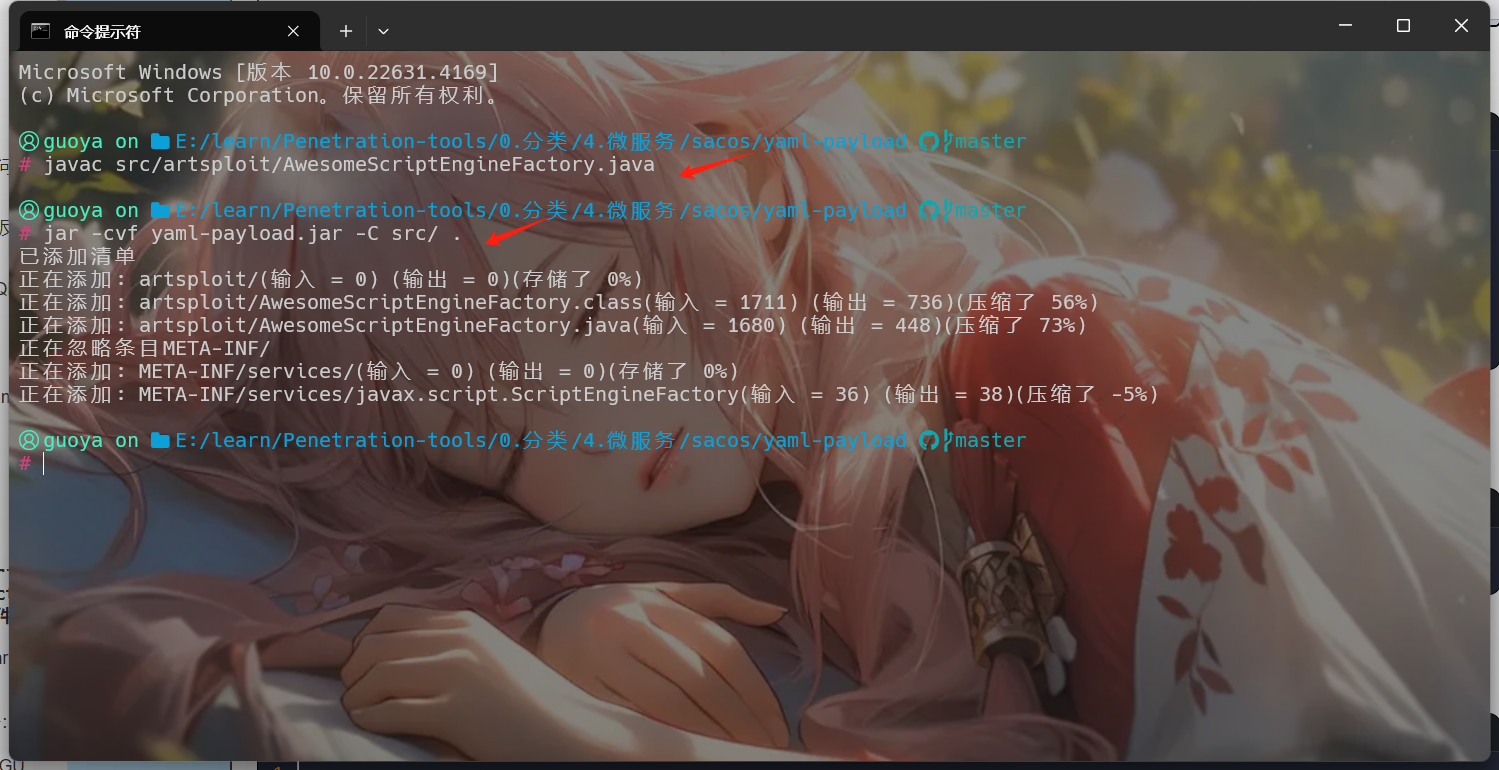 命令提示符
Microsoft Windows [版本 10.0.22631.4169]
(c) Microsoft Corporation。保留所有权利。
guoya on E:/learn/Penetration-tools/0.分类/4.微服务/sacos/yaml-payload master
# javac src/artsploit/AwesomeScriptEngineFactory.java
guoya on E:/learn/Penetration-tools/0.分类/4.微服务/sacos/yaml-payload master
# jar -cvf yaml-payload.jar -C src/ .
已添加清单
正在添加: artsploit/(输入 = 0) (输出 = 0)(存储了 0%)
正在添加: artsploit/AwesomeScriptEngineFactory.class(输入 = 1711) (输出 = 736)(压缩了 56%)
正在添加: artsploit/AwesomeScriptEngineFactory.java(输入 = 1680) (输出 = 448)(压缩了 73%)
正在忽略条目META-INF/
正在添加: META-INF/services/(输入 = 0) (输出 = 0)(存储了 0%)
正在添加: META-INF/services/javax.script.ScriptEngineFactory(输入 = 36) (输出 = 38)(压缩了 -5%)
guoya on E:/learn/Penetration-tools/0.分类/4.微服务/sacos/yaml-payload master
#